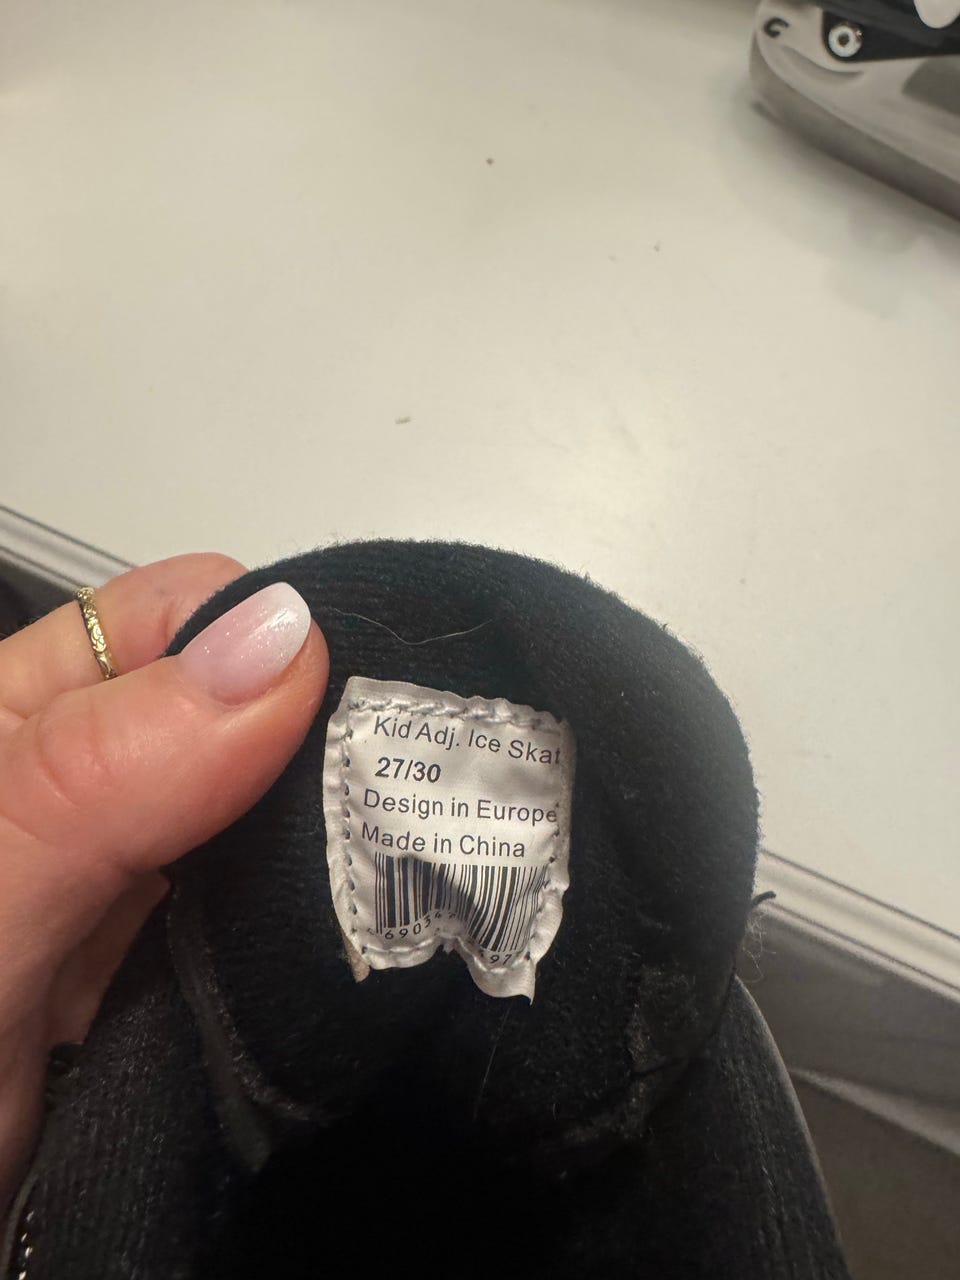 Kid Adj. Ice Skat
27/30
Design in Europe
Made in China